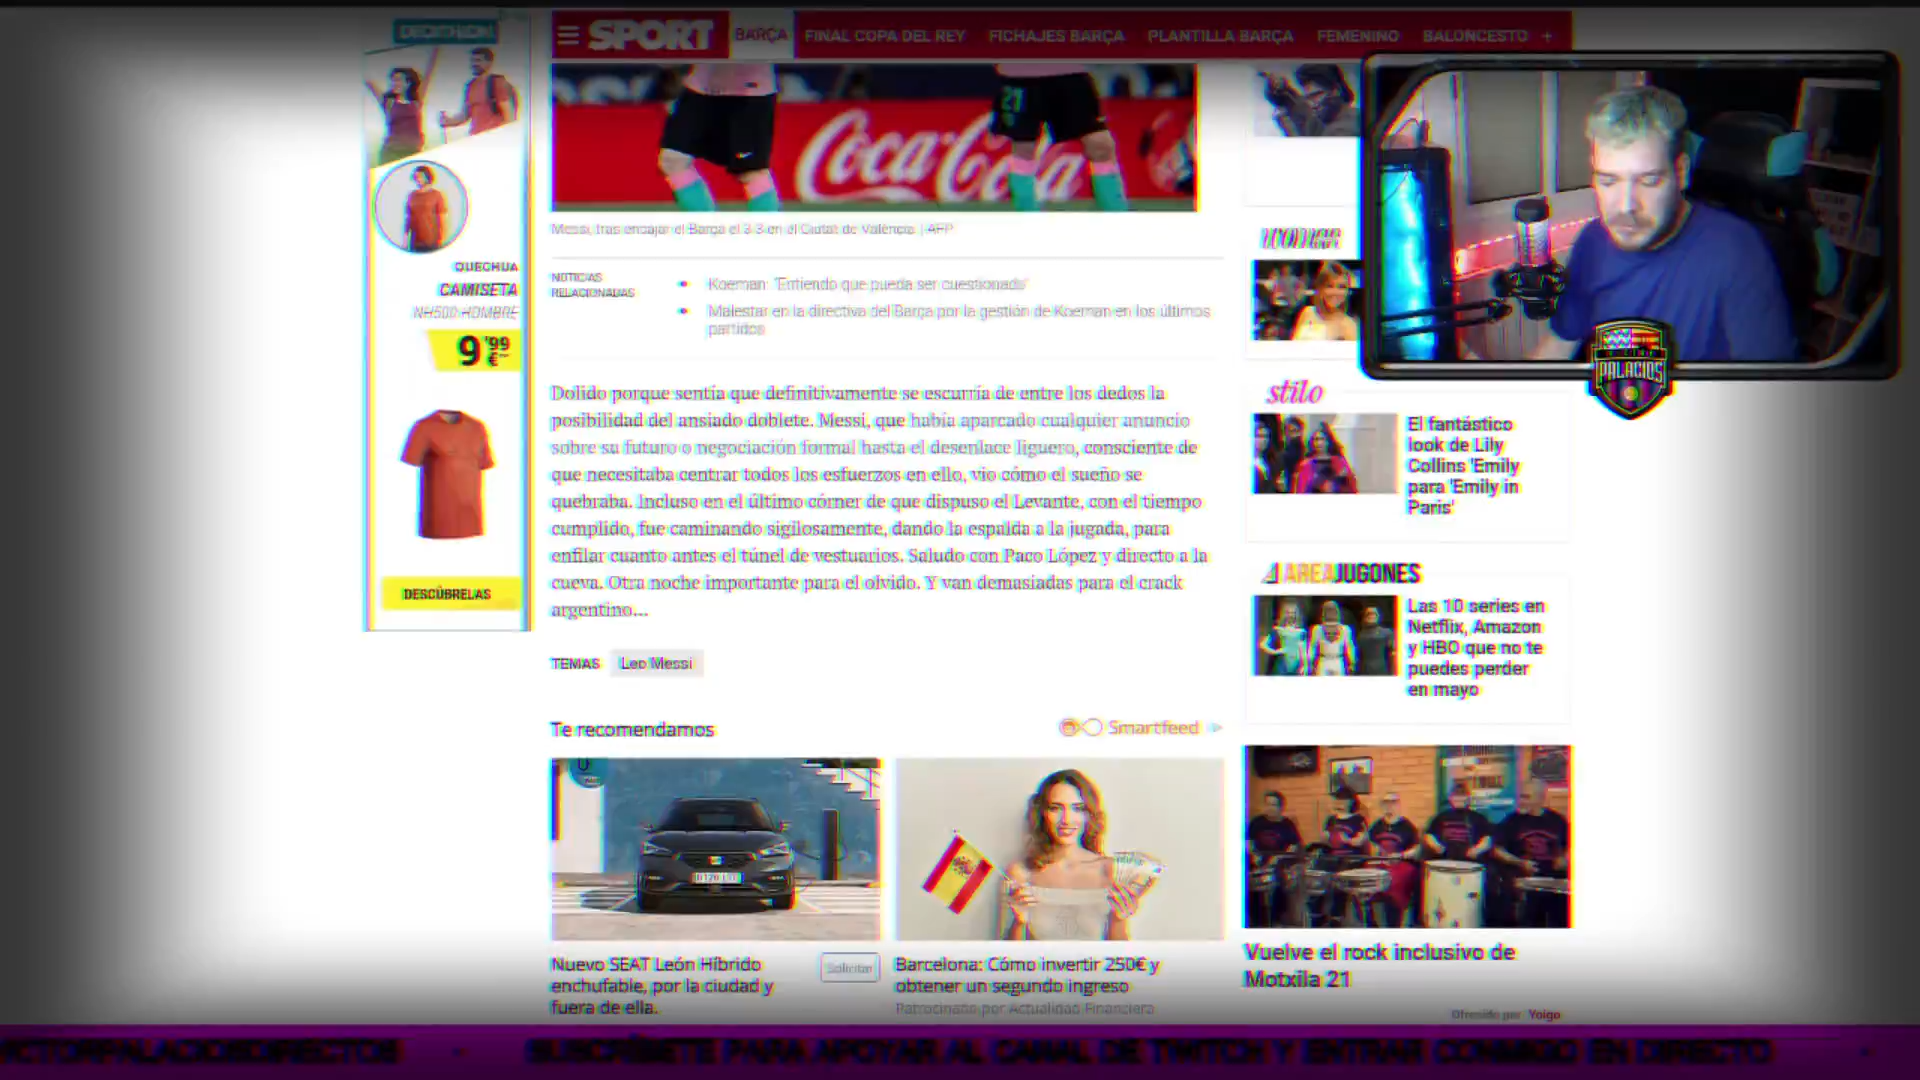 DECATHLON
SPORT
BARÇA
FINAL COPA DEL REY
FICHAJES BARÇA
PLANTILLA BARÇA
FEMENINO
BALONCESTO +
21
Coca-Cola
Messi, tras encajar el Barça el 3-3 en el Ciutat de València | AFP
NOTICIAS
RELACIONADAS
Koeman: 'Entiendo que pueda ser cuestionado'
Malestar en la directiva del Barça por la gestión de Koeman en los últimos
partidos
QUECHUA
CAMISETA
NH500 HOMBRE
9'99
€
DESCÚBRELAS
Dolido porque sentía que definitivamente se escurría de entre los dedos la
posibilidad del ansiado doblete. Messi, que había aparcado cualquier anuncio
sobre su futuro o negociación formal hasta el desenlace liguero, consciente de
que necesitaba centrar todos los esfuerzos en ello, vio cómo el sueño se
quebraba. Incluso en el último córner de que dispuso el Levante, con el tiempo
cumplido, fue caminando sigilosamente, dando la espalda a la jugada, para
enfilar cuanto antes el túnel de vestuarios. Saludo con Paco López y directo a la
cueva. Otra noche importante para el olvido. Y van demasiadas para el crack
argentino...
TEMAS
Leo Messi
Te recomendamos
Smartfeed
Nuevo SEAT León Híbrido
enchufable, por la ciudad y
fuera de ella.
Solicitar
Barcelona: Cómo invertir 250€ y
obtener un segundo ingreso
Patrocinado por Actualidad Financiera
woman
PALACIOS
stilo
El fantástico
look de Lily
Collins 'Emily
para 'Emily in
Paris'
AREAJUGONES
Las 10 series en
Netflix, Amazon
y HBO que no te
puedes perder
en mayo
Vuelve el rock inclusivo de
Motxila 21
Ofrecido por Yoigo
VICTORPALACIOSDIRECTOS - SUSCRÍBETE PARA APOYAR AL CANAL DE TWITCH Y ENTRAR CONMIGO EN DIRECTO -